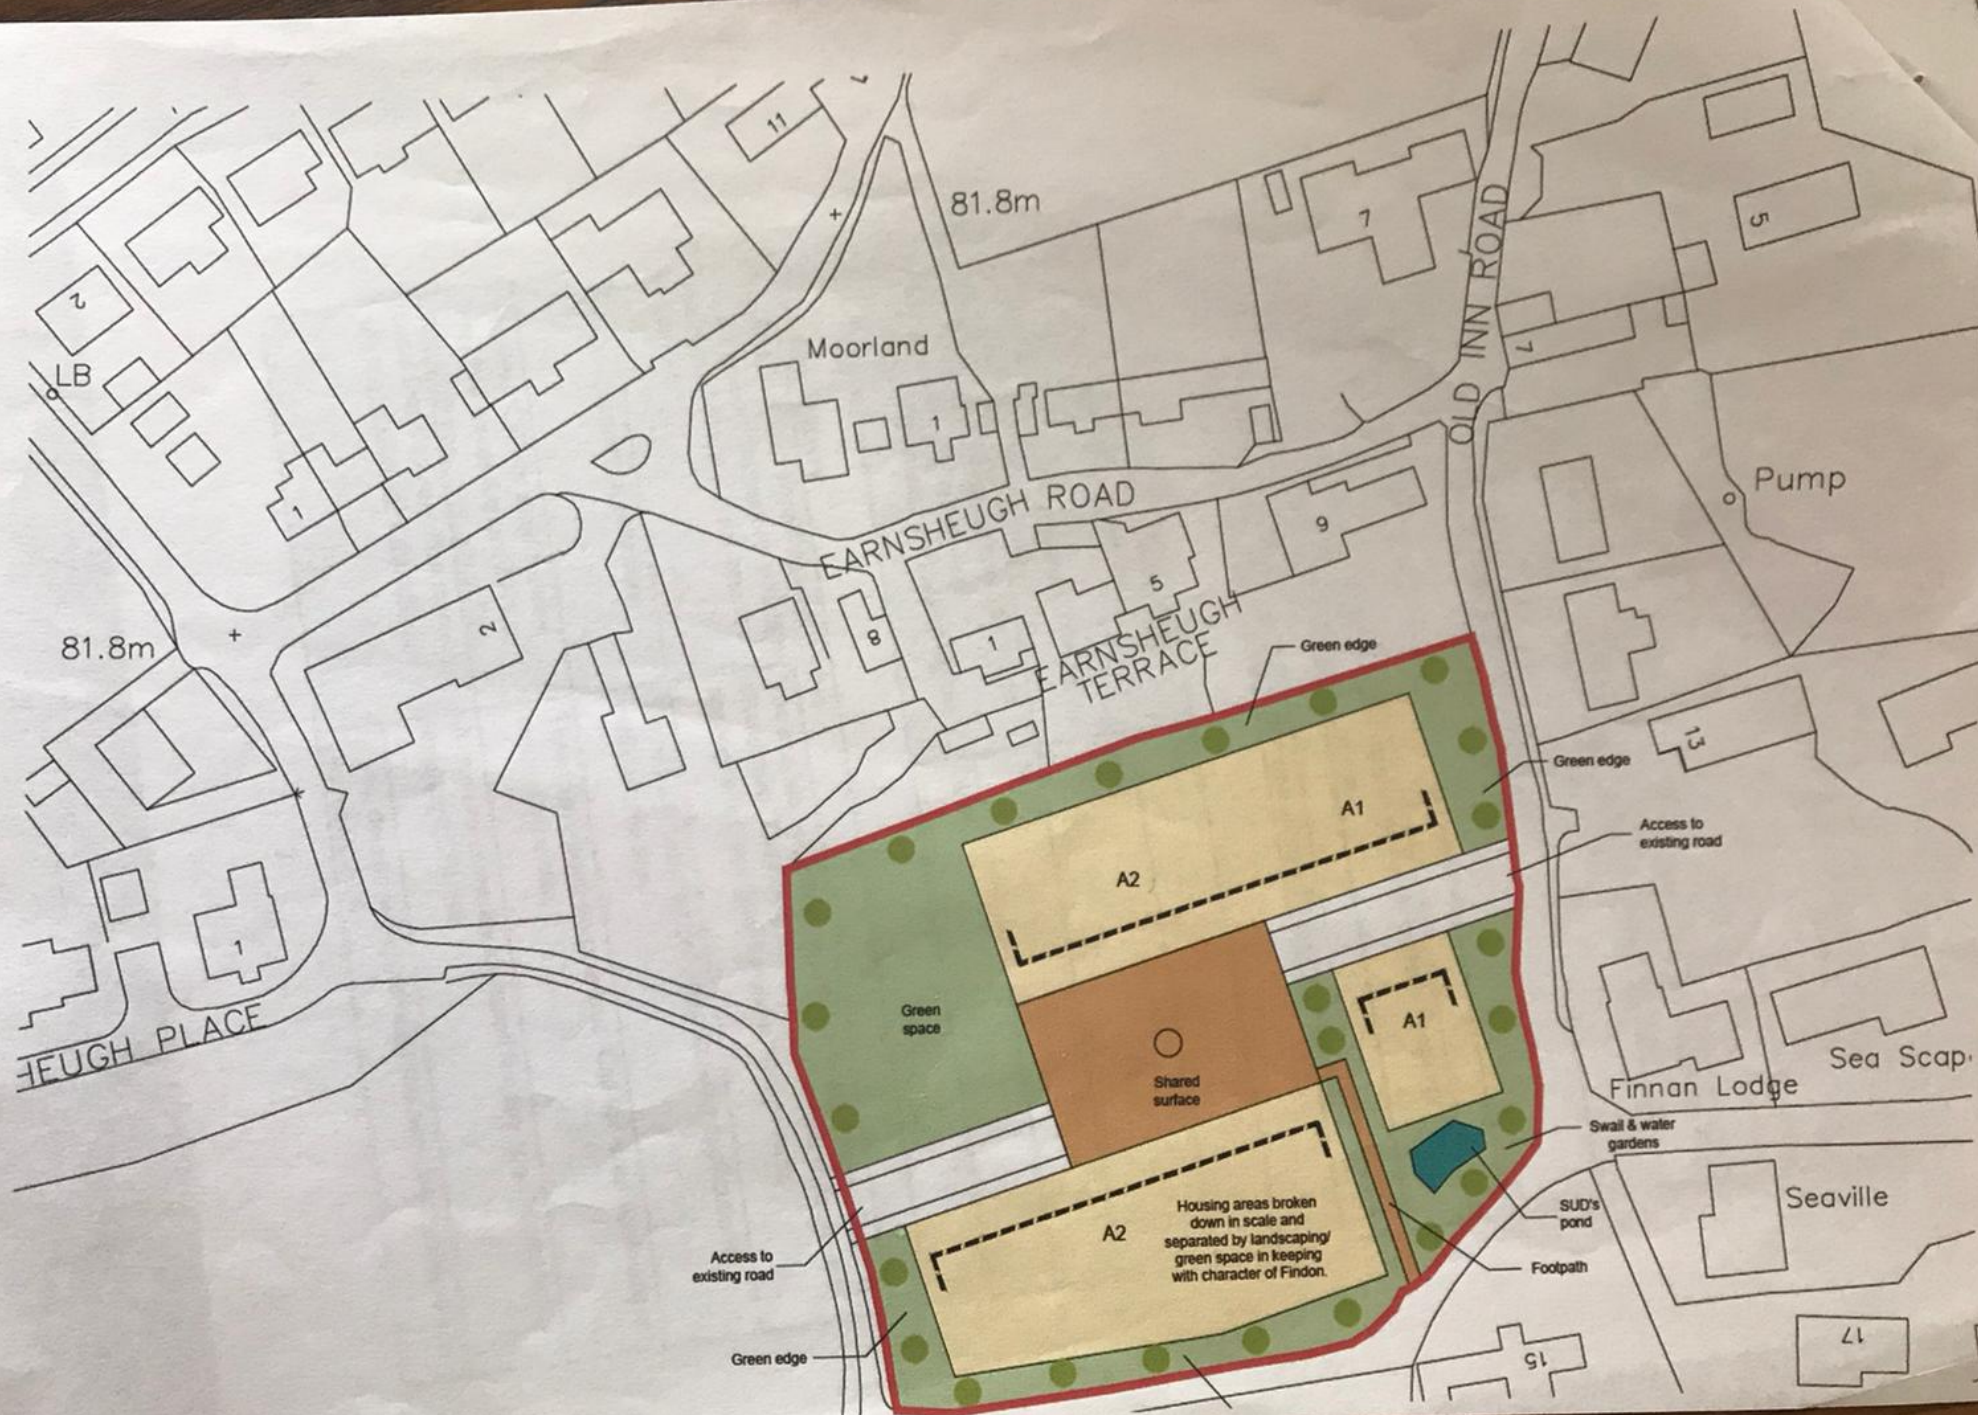 11
81.8m
7
5
2
Moorland
LB
1
7
OLD INN ROAD
1
EARNSHEUGH ROAD
Pump
9
2
5
8
1
EARNSHEUGH
TERRACE
81.8m
Green edge
13
Green edge
A1
Access to
existing road
A2
1
Green
space
A1
HEUGH PLACE
Shared
surface
Sea Scap
Finnan Lodge
Swail & water
gardens
Seaville
Housing areas broken
down in scale and
separated by landscaping/
green space in keeping
with character of Findon.
A2
SUD's
pond
Access to
existing road
Footpath
17
Green edge
15